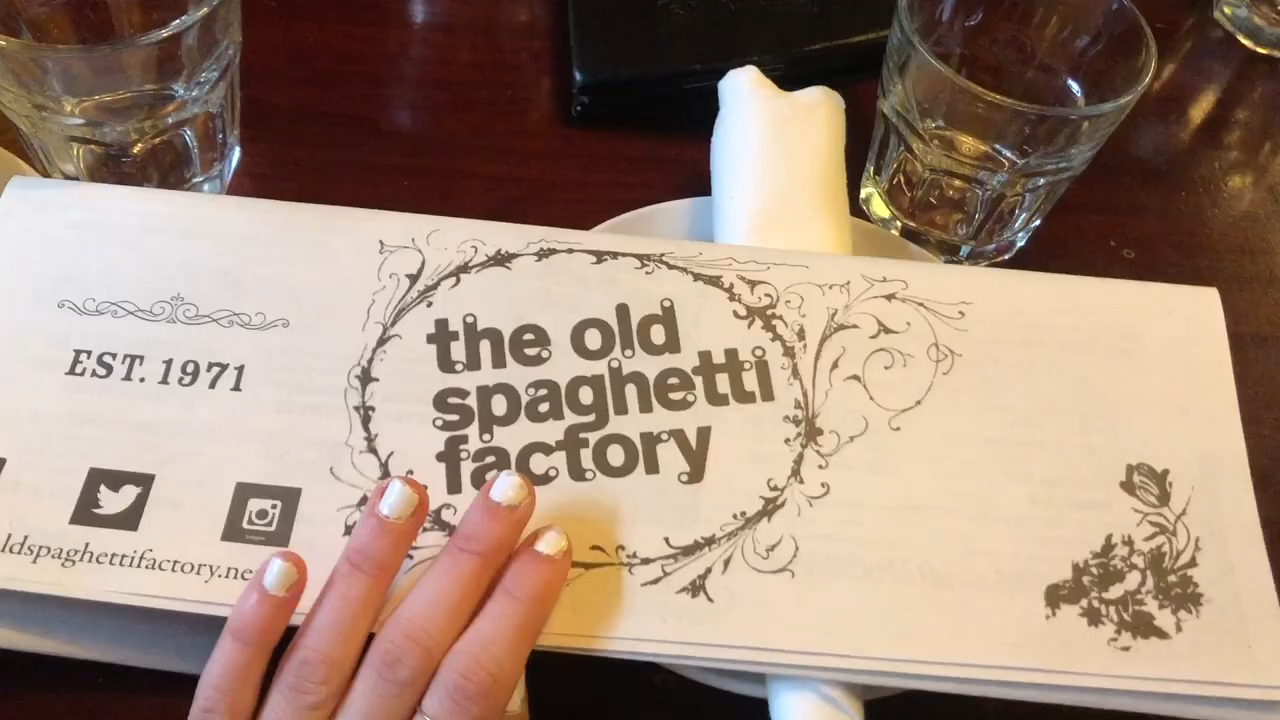 EST. 1971
ldspaghettifactory.ne
the old
spaghetti
factory